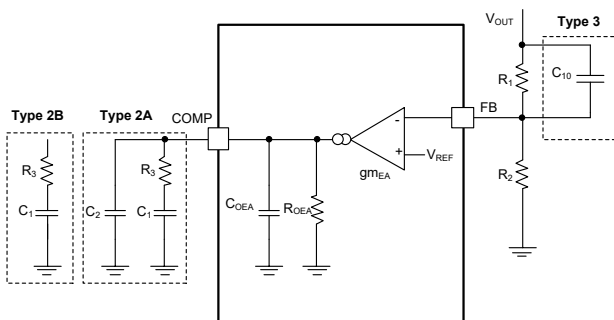 V_OUT
Type 3
R_1
C_10
Type 2B
Type 2A
COMP
FB
-
+
V_REF
gm_EA
R_3
R_3
C_1
C_2
C_1
C_OEA
R_OEA
R_2